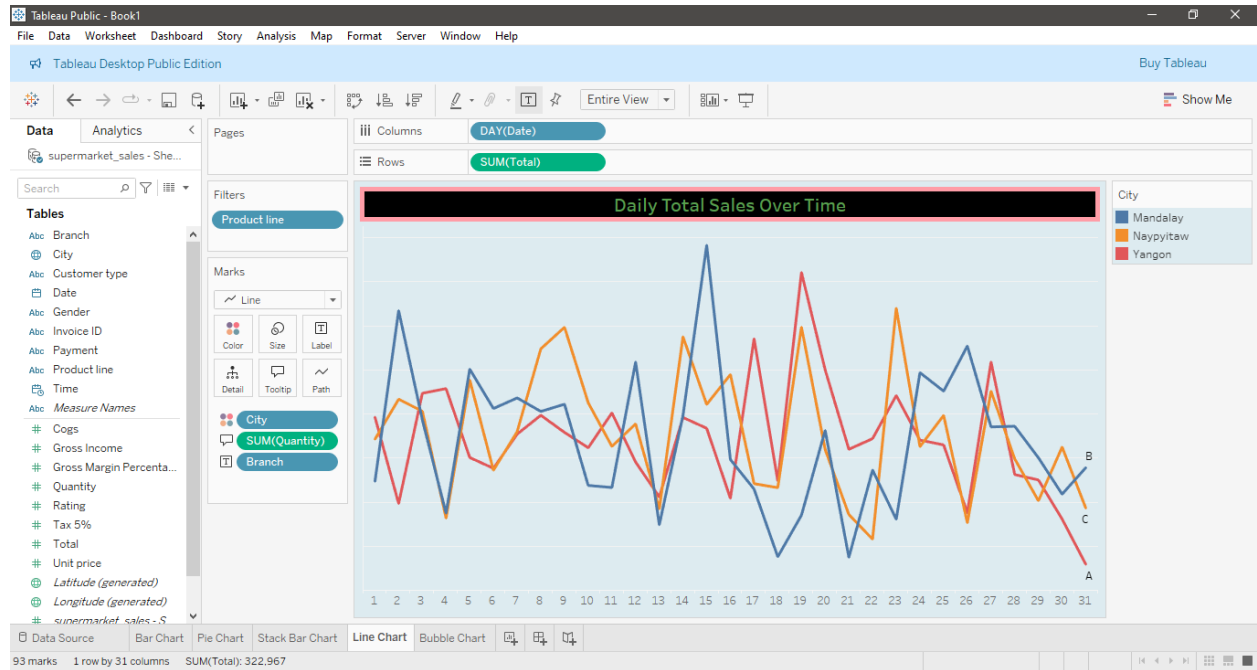 Tableau Public - Book1
File Data Worksheet Dashboard Story Analysis Map Format Server Window Help
Tableau Desktop Public Edition Buy Tableau
Entire View Show Me
Data Analytics
supermarket_sales - She...
Search
Tables
Abc Branch
City
Abc Customer type
Date
Abc Gender
Abc Invoice ID
Abc Payment
Abc Product line
Time
Abc Measure Names
# Cogs
# Gross Income
# Gross Margin Percenta...
# Quantity
# Rating
# Tax 5%
# Total
# Unit price
Latitude (generated)
Longitude (generated)
# supermarket_sales - S
Pages
Filters
Product line
Marks
Line
Color Size Label
Detail Tooltip Path
City
SUM(Quantity)
Branch
Columns DAY(Date)
Rows SUM(Total)
Daily Total Sales Over Time
B
C
A
1 2 3 4 5 6 7 8 9 10 11 12 13 14 15 16 17 18 19 20 21 22 23 24 25 26 27 28 29 30 31
City
Mandalay
Naypyitaw
Yangon
Data Source Bar Chart Pie Chart Stack Bar Chart Line Chart Bubble Chart
93 marks 1 row by 31 columns SUM(Total): 322,967